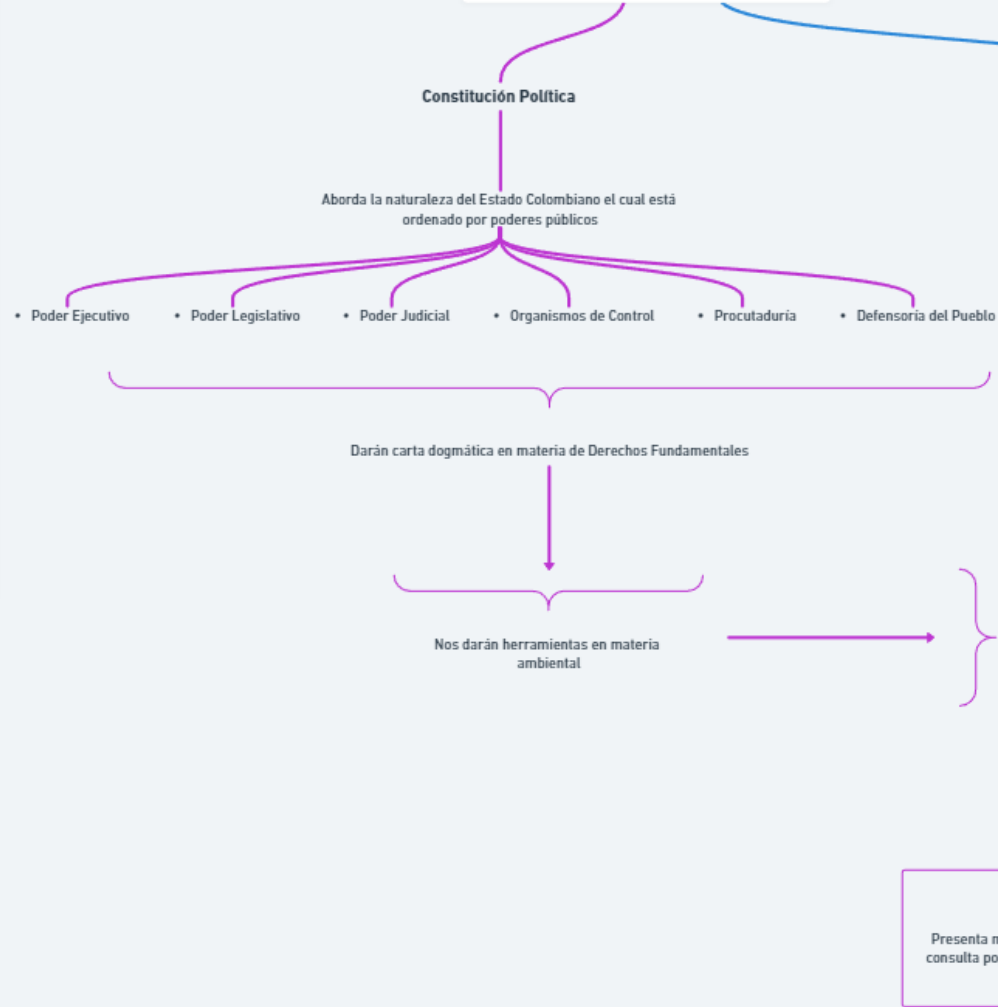 Constitución Política
Aborda la naturaleza del Estado Colombiano el cual está
ordenado por poderes públicos
• Poder Ejecutivo • Poder Legislativo • Poder Judicial • Organismos de Control • Procutaduría • Defensoria del Pueblo
Darán carta dogmática en materia de Derechos Fundamentales
Nos darán herramientas en materia
ambiental
Presenta
consulta